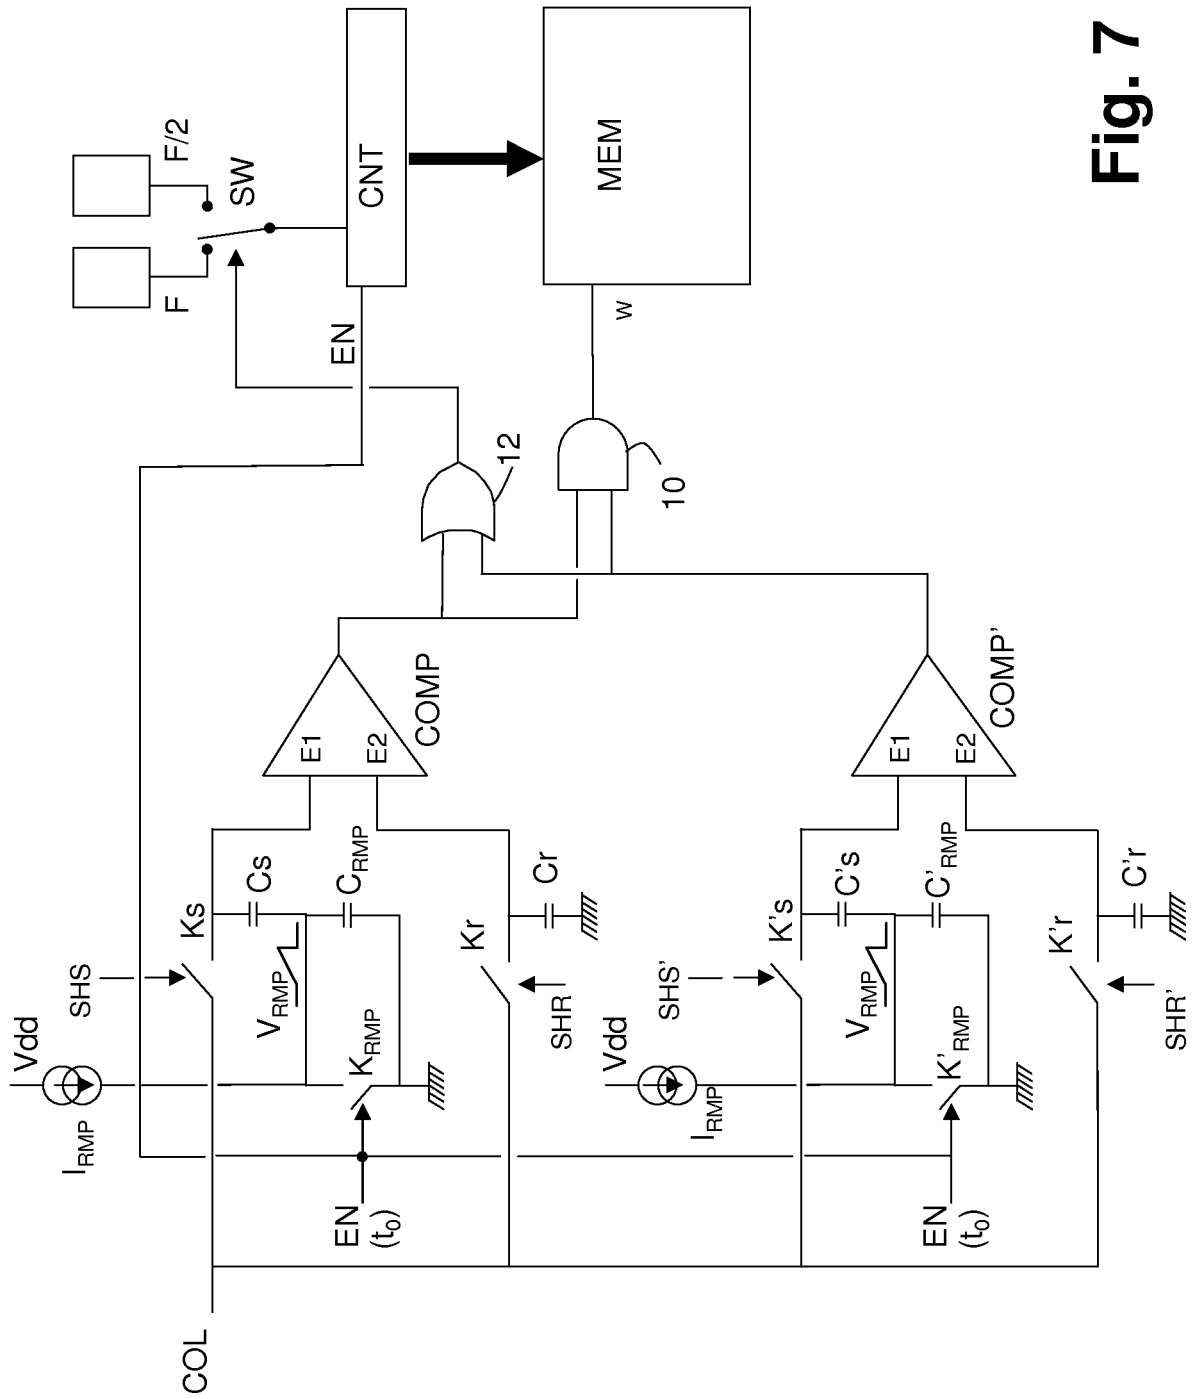 Fig. 7
F
F/2
SW
CNT
MEM
EN
W
12
10
COMP
E1
E2
COMP'
E1
E2
Vdd
I_RMP
SHS
Ks
Cs
V_RMP
C_RMP
K_RMP
EN
(t₀)
Kr
Cr
SHR
Vdd
I_RMP
SHS'
K's
C's
V_RMP
C'_RMP
K'_RMP
EN
(t₀)
K'r
C'r
SHR'
COL